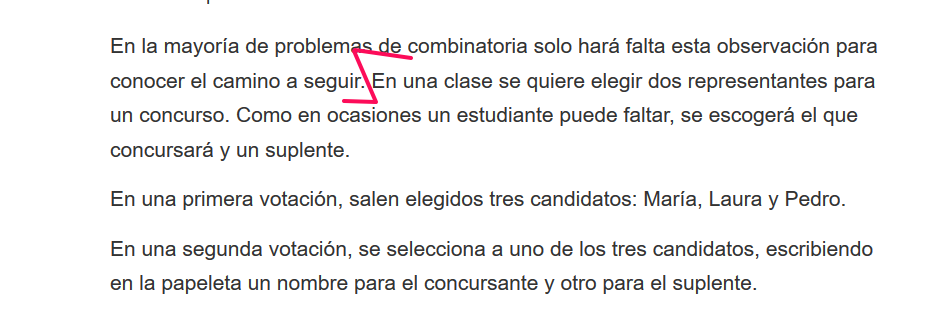 En la mayoría de problemas de combinatoria solo hará falta esta observación para
conocer el camino a seguir. En una clase se quiere elegir dos representantes para
un concurso. Como en ocasiones un estudiante puede faltar, se escogerá el que
concursará y un suplente.
En una primera votación, salen elegidos tres candidatos: María, Laura y Pedro.
En una segunda votación, se selecciona a uno de los tres candidatos, escribiendo
en la papeleta un nombre para el concursante y otro para el suplente.